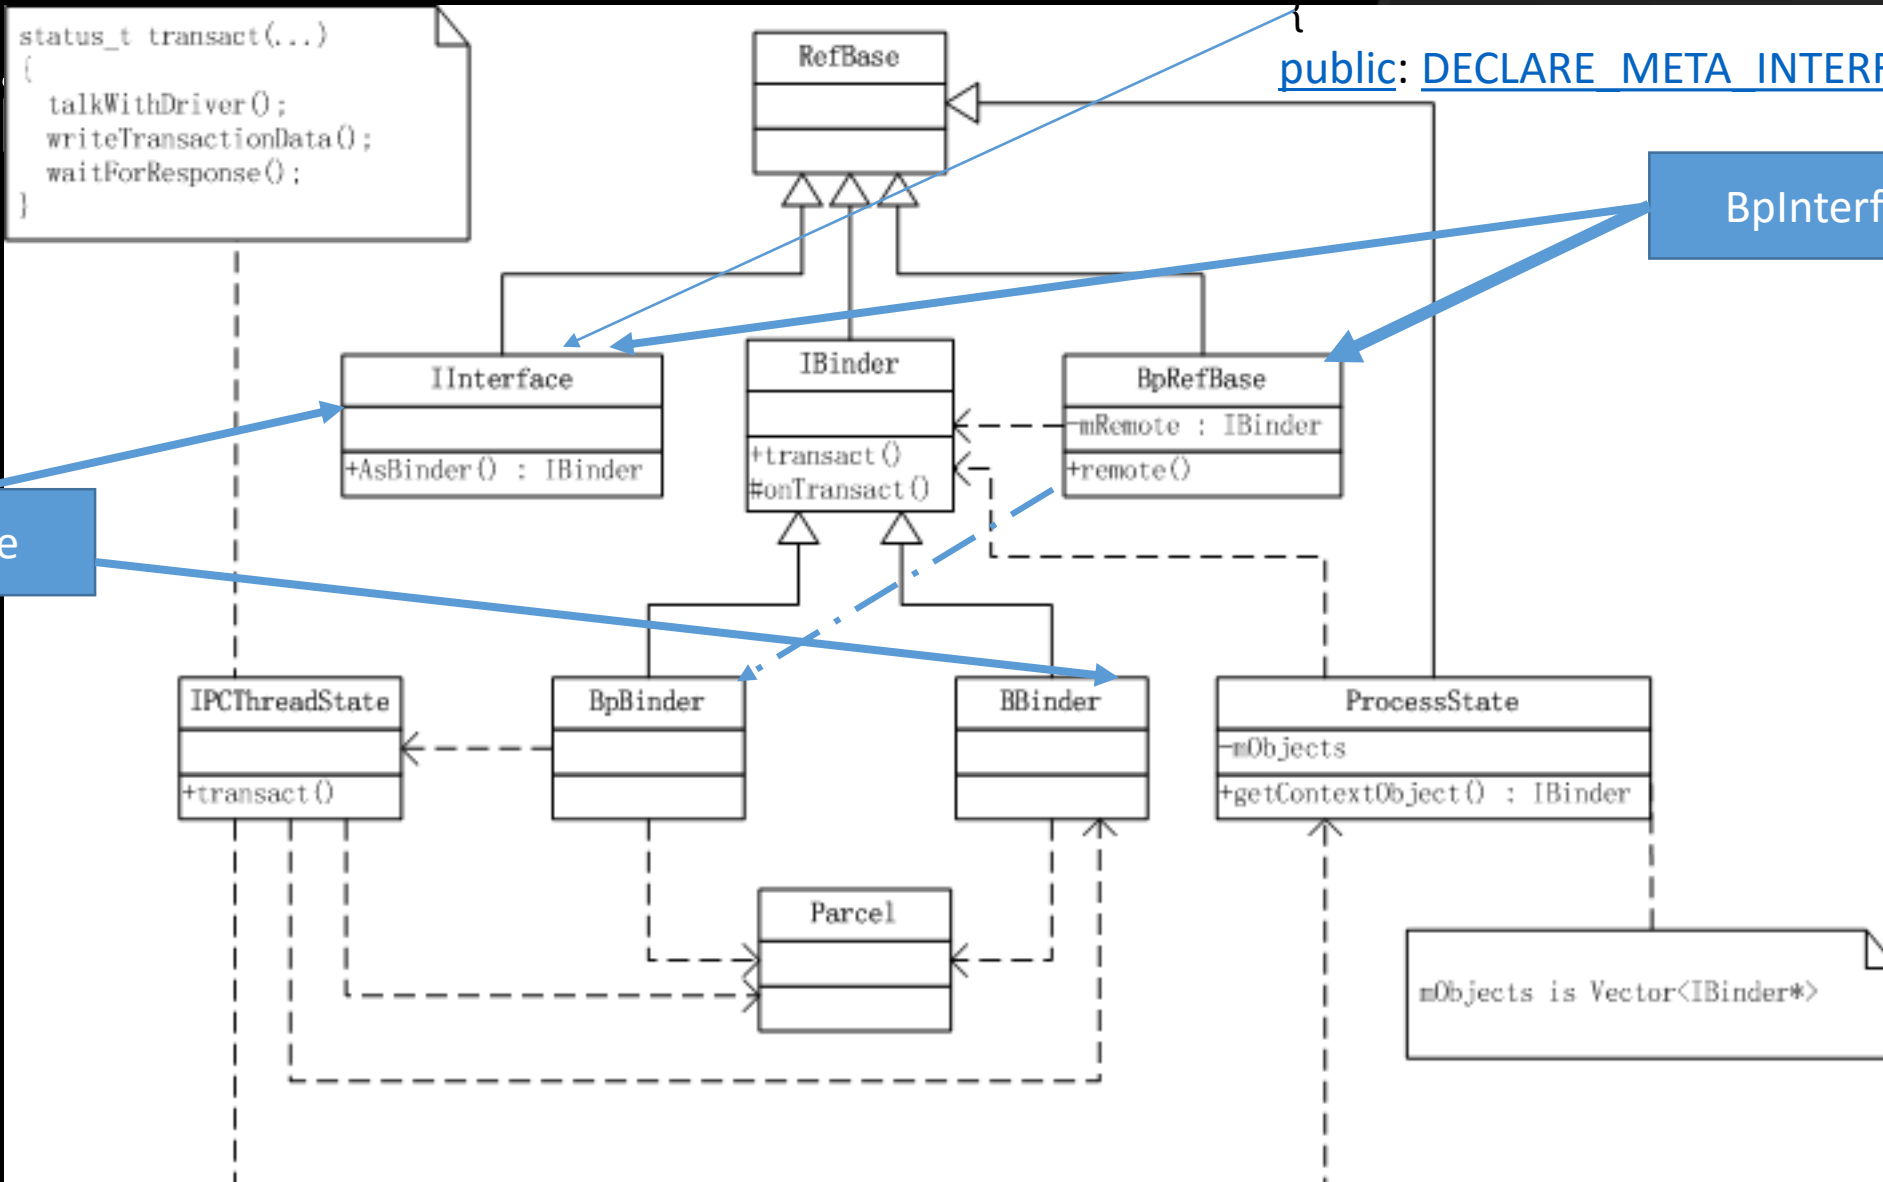 status_t transact(...)
{
talkWithDriver();
writeTransactionData();
waitForResponse();
}
{
public: DECLARE_META_INTERF
RefBase
BpInterf
IInterface
+AsBinder() : IBinder
IBinder
+transact()
#onTransact()
BpRefBase
-mRemote : IBinder
+remote()
e
IPCThreadState
+transact()
BpBinder
BBinder
ProcessState
-mObjects
+getContextObject() : IBinder
Parcel
mObjects is Vector<IBinder*>